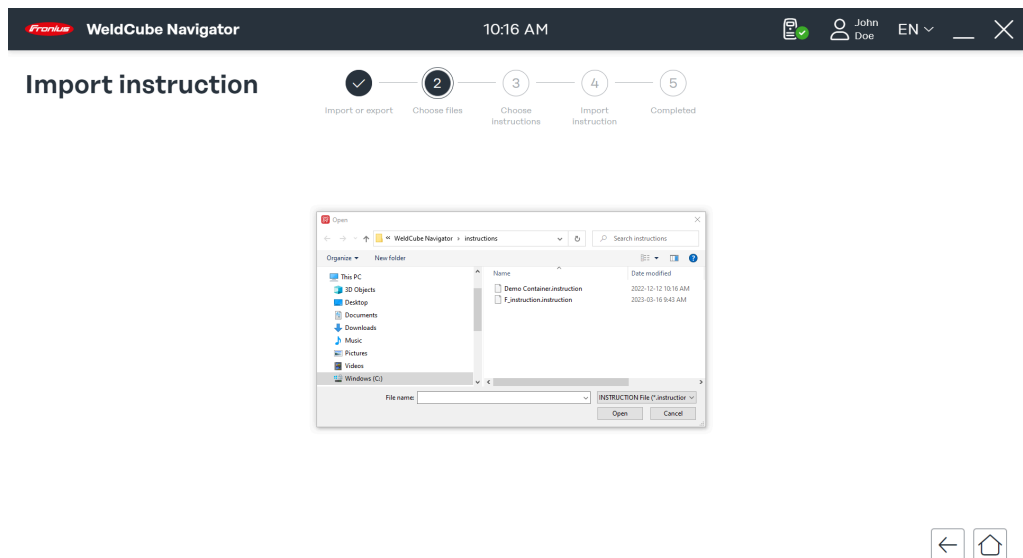 Fronius WeldCube Navigator 10:16 AM John Doe EN
Import instruction
2 3 4 5
Import or export Choose files Choose instructions Import instruction Completed
Open
« WeldCube Navigator › instructions Search instructions
Organize New folder
This PC
3D Objects
Desktop
Documents
Downloads
Music
Pictures
Videos
Windows (C:)
Name Date modified
Demo Container.instruction 2022-12-12 10:16 AM
F_instruction.instruction 2023-03-16 9:43 AM
File name: INSTRUCTION File (*.instruction
Open Cancel